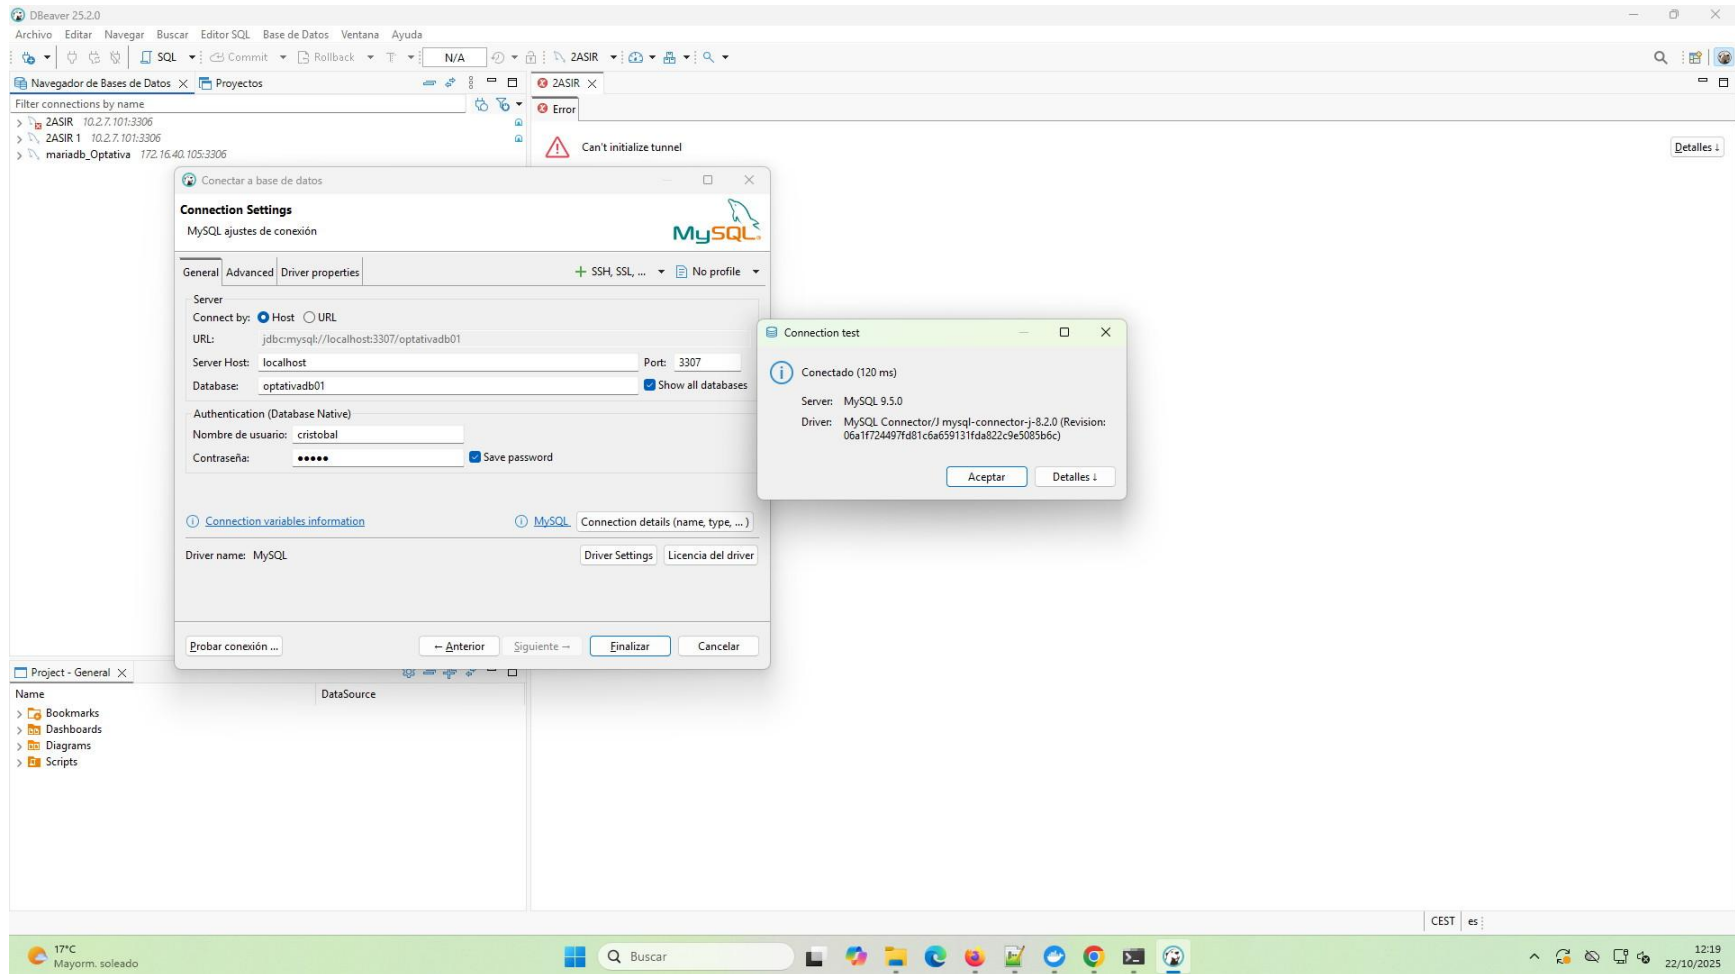 DBeaver 25.2.0
Archivo Editar Navegar Buscar Editor SQL Base de Datos Ventana Ayuda
SQL Commit Rollback T N/A 2ASIR
Navegador de Bases de Datos Proyectos
2ASIR
Filter connections by name
Error
2ASIR 10.2.7.101:3306
2ASIR 1 10.2.7.101:3306
mariadb_Optativa 172.16.40.105:3306
Can't initialize tunnel
Detalles ↓
Conectar a base de datos
Connection Settings
MySQL ajustes de conexión
MySQL
General Advanced Driver properties
+ SSH, SSL, ... No profile
Server
Connect by: Host URL
URL: jdbc:mysql://localhost:3307/optativadb01
Server Host: localhost Port: 3307
Database: optativadb01 Show all databases
Authentication (Database Native)
Nombre de usuario: cristobal
Contraseña: ••••• Save password
Connection variables information
MySQL Connection details (name, type, ... )
Driver name: MySQL
Driver Settings Licencia del driver
Probar conexión ... ← Anterior Siguiente → Finalizar Cancelar
Connection test
Conectado (120 ms)
Server: MySQL 9.5.0
Driver: MySQL Connector/J mysql-connector-j-8.2.0 (Revision:
06a1f724497fd81c6a659131fda822c9e5085b6c)
Aceptar Detalles ↓
Project - General
Name DataSource
Bookmarks
Dashboards
Diagrams
Scripts
CEST es
17°C
Mayorm. soleado
Buscar
12:19
22/10/2025